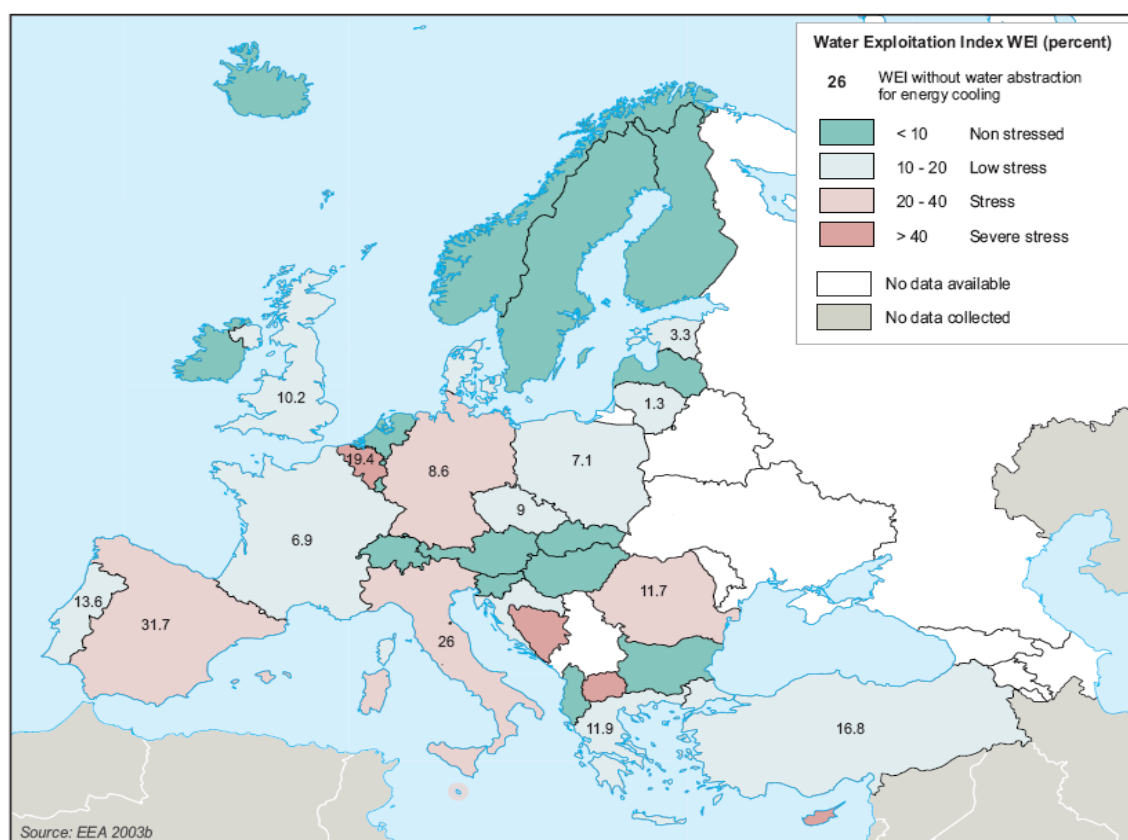 Water Exploitation Index WEI (percent)
26 WEI without water abstraction
for energy cooling
< 10 Non stressed
10 - 20 Low stress
20 - 40 Stress
> 40 Severe stress
No data available
No data collected
3.3
10.2
1.3
19.4
8.6
7.1
9
6.9
11.7
13.6
31.7
26
11.9
16.8
Source: EEA 2003b